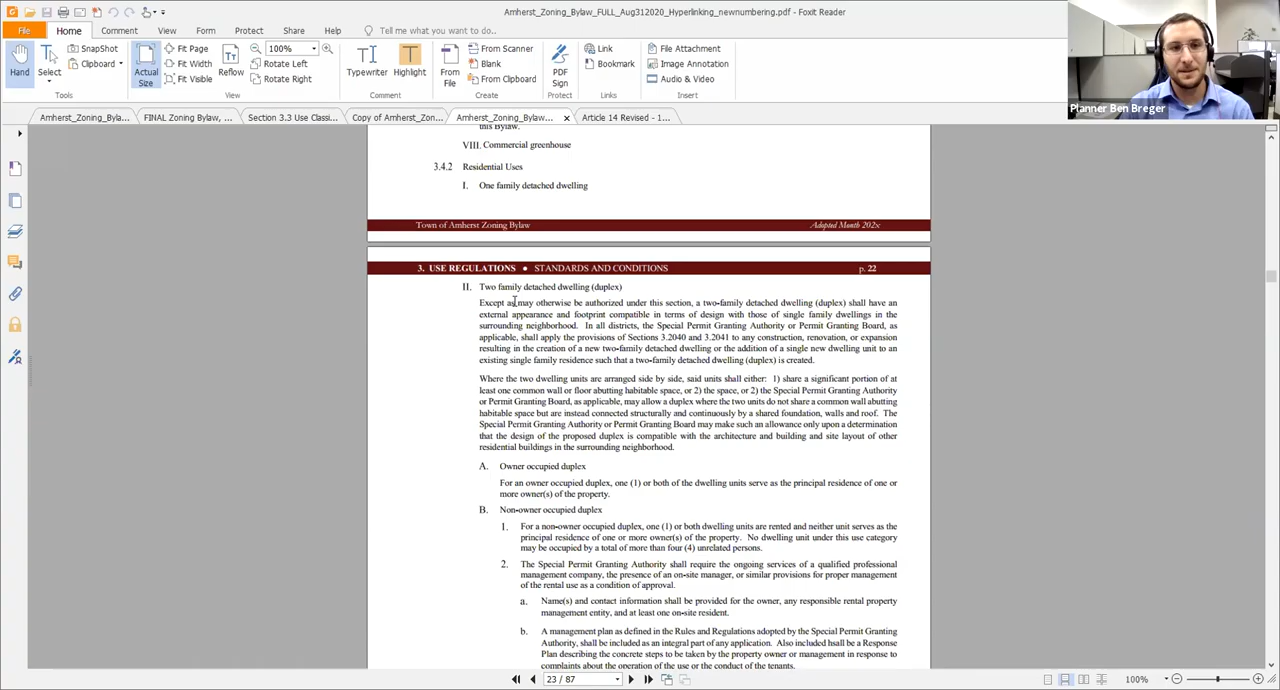 Amherst_Zoning_Bylaw_FULL_Aug312020_Hyperlinking_newnumbering.pdf - Foxit Reader
File Home Comment View Form Protect Share Help Tell me what you want to do...
SnapShot Fit Page 100% From Scanner Link File Attachment
Hand Select Clipboard Actual Size Fit Width Reflow Rotate Left Typewriter Highlight From File Blank PDF Sign Bookmark Image Annotation
Fit Visible Rotate Right From Clipboard Audio & Video
Tools View Comment Create Protect Links Insert
Planner Ben Breger
Amherst_Zoning_Byla... FINAL Zoning Bylaw, ... Section 3.3 Use Classi... Copy of Amherst_Zon... Amherst_Zoning_Bylaw... Article 14 Revised - 1...
this Bylaw.
VIII. Commercial greenhouse
3.4.2 Residential Uses
I. One family detached dwelling
Town of Amherst Zoning Bylaw Adopted Month 202x
3. USE REGULATIONS ● STANDARDS AND CONDITIONS p. 22
II. Two family detached dwelling (duplex)
Except as may otherwise be authorized under this section, a two-family detached dwelling (duplex) shall have an
external appearance and footprint compatible in terms of design with those of single family dwellings in the
surrounding neighborhood. In all districts, the Special Permit Granting Authority or Permit Granting Board, as
applicable, shall apply the provisions of Sections 3.2040 and 3.2041 to any construction, renovation, or expansion
resulting in the creation of a new two-family detached dwelling or the addition of a single new dwelling unit to an
existing single family residence such that a two-family detached dwelling (duplex) is created.
Where the two dwelling units are arranged side by side, said units shall either: 1) share a significant portion of at
least one common wall or floor abutting habitable space, or 2) the space, or 2) the Special Permit Granting Authority
or Permit Granting Board, as applicable, may allow a duplex where the two units do not share a common wall abutting
habitable space but are instead connected structurally and continuously by a shared foundation, walls and roof. The
Special Permit Granting Authority or Permit Granting Board may make such an allowance only upon a determination
that the design of the proposed duplex is compatible with the architecture and building and site layout of other
residential buildings in the surrounding neighborhood.
A. Owner occupied duplex
For an owner occupied duplex, one (1) or both of the dwelling units serve as the principal residence of one or
more owner(s) of the property.
B. Non-owner occupied duplex
1. For a non-owner occupied duplex, one (1) or both dwelling units are rented and neither unit serves as the
principal residence of one or more owner(s) of the property. No dwelling unit under this use category
may be occupied by a total of more than four (4) unrelated persons.
2. The Special Permit Granting Authority shall require the ongoing services of a qualified professional
management company, the presence of an on-site manager, or similar provisions for proper management
of the rental use as a condition of approval.
a. Name(s) and contact information shall be provided for the owner, any responsible rental property
management entity, and at least one on-site resident.
b. A management plan as defined in the Rules and Regulations adopted by the Special Permit Granting
Authority, shall be included as an integral part of any application. Also included hsall be a Response
Plan describing the concrete steps to be taken by the property owner or management in response to
complaints about the operation of the use or the conduct of the tenants.
23 / 87 100%